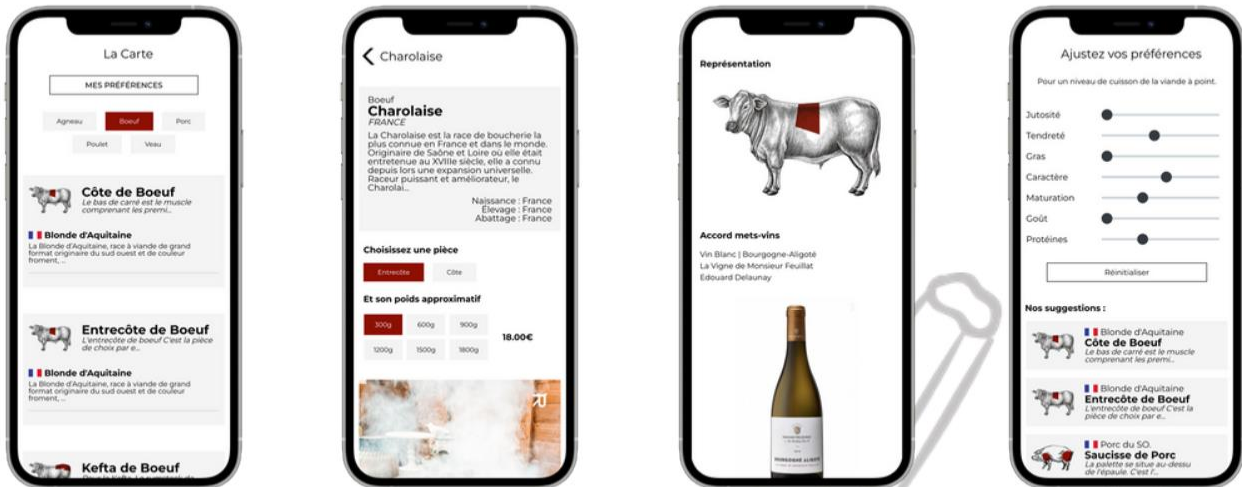 La Carte
MES PRÉFÉRENCES
Agneau
Boeuf
Porc
Poulet
Veau
Côte de Boeuf
Le bas de carré est le muscle
comprenant les premi...
Blonde d'Aquitaine
La Blonde d'Aquitaine, race à viande de grand
format originaire du sud ouest et de couleur
froment, ...
Entrecôte de Boeuf
L'entrecôte de boeuf C'est la pièce
de choix par e...
Blonde d'Aquitaine
La Blonde d'Aquitaine, race à viande de grand
format originaire du sud ouest et de couleur
froment, ...
Kefta de Boeuf
Charolaise
Boeuf
Charolaise
FRANCE
La Charolaise est la race de boucherie la
plus connue en France et dans le monde.
Originaire de Saône et Loire où elle était
entretenue au XVIIIe siècle, elle a connu
depuis lors une expansion universelle.
Raceur puissant et améliorateur, le
Charolai...
Naissance : France
Élevage : France
Abattage : France
Choisissez une pièce
Entrecôte
Côte
Et son poids approximatif
300g
600g
900g
18.00€
1200g
1500g
1800g
R
Représentation
Accord mets-vins
Vin Blanc | Bourgogne-Aligoté
La Vigne de Monsieur Feuillat
Edouard Delaunay
BOURGOGNE ALIGOTÉ
Ajustez vos préférences
Pour un niveau de cuisson de la viande à point.
Jutosité
Tendreté
Gras
Caractère
Maturation
Goût
Protéines
Réinitialiser
Nos suggestions :
Blonde d'Aquitaine
Côte de Boeuf
Le bas de carré est le muscle
comprenant les premi...
Blonde d'Aquitaine
Entrecôte de Boeuf
L'entrecôte de boeuf C'est la
pièce de choix par e...
Porc du SO.
Saucisse de Porc
La palette se situe au-dessu
de l'épaule. C'est l'...